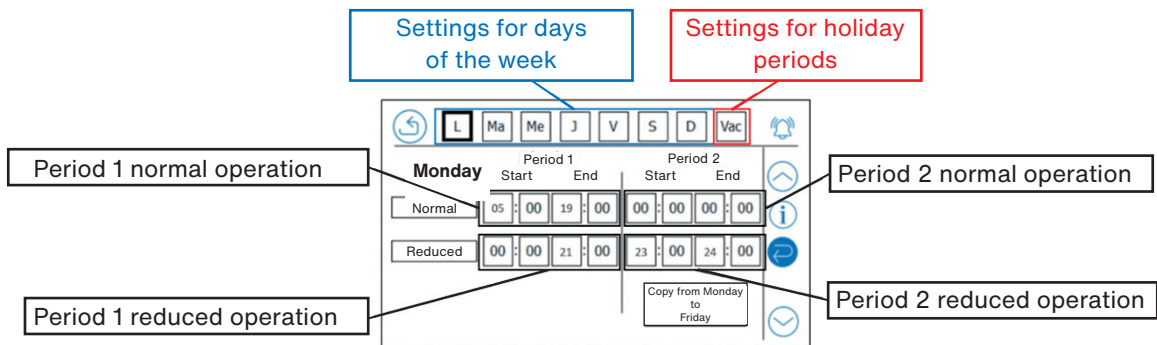 Settings for days
of the week
Settings for holiday
periods
L Ma Me J V S D Vac
Period 1 normal operation
Monday
Period 1
Start End
Period 2
Start End
Period 2 normal operation
Normal 05 : 00 19 : 00 00 : 00 00 : 00
i
Reduced 00 : 00 21 : 00 23 : 00 24 : 00
Copy from Monday
to
Friday
Period 1 reduced operation
Period 2 reduced operation